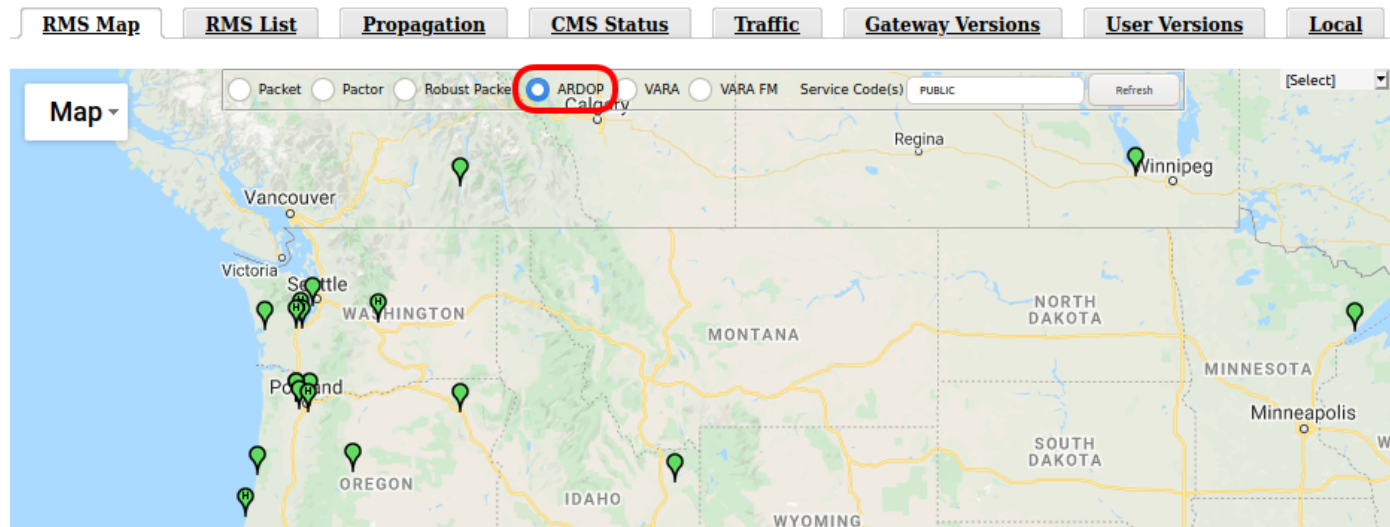 RMS Map RMS List Propagation CMS Status Traffic Gateway Versions User Versions Local
Map Packet Pactor Robust Packe ARDOP VARA VARA FM Service Code(s) PUBLIC Refresh [Select]
Calgary
Regina
Winnipeg
Vancouver
Victoria
Seattle
H
H
H
WASHINGTON
NORTH
DAKOTA
MONTANA
MINNESOTA
Portland
H
Minneapolis
SOUTH
DAKOTA
W
OREGON
H
IDAHO
WYOMING